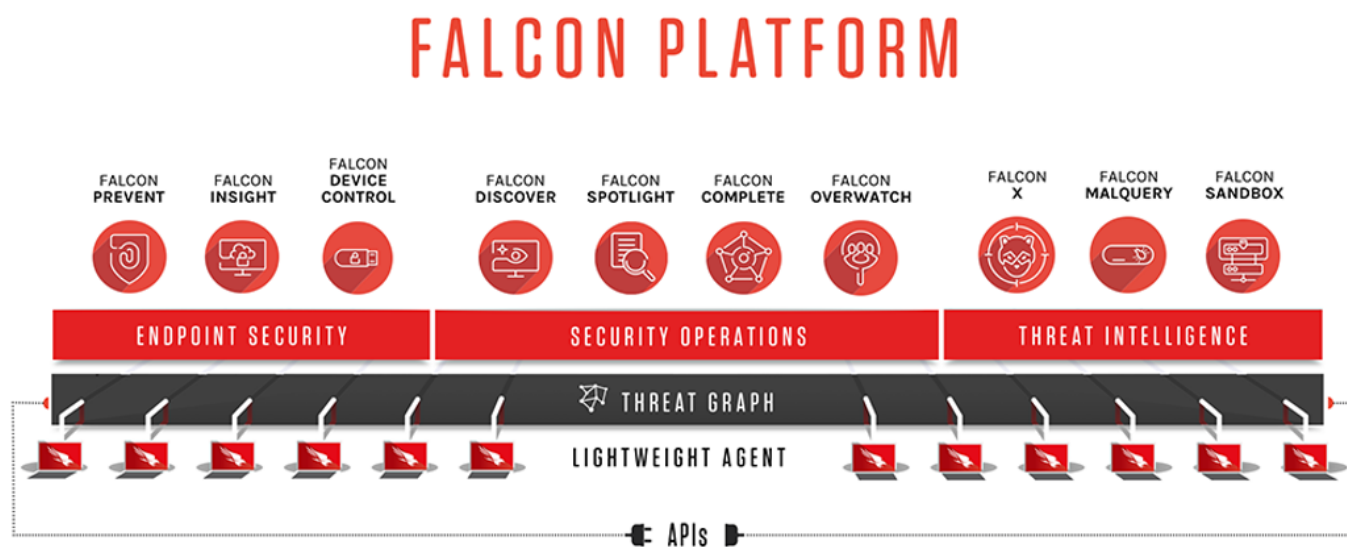 FALCON PLATFORM
FALCON
PREVENT
FALCON
INSIGHT
FALCON
DEVICE
CONTROL
FALCON
DISCOVER
FALCON
SPOTLIGHT
FALCON
COMPLETE
FALCON
OVERWATCH
FALCON
X
FALCON
MALQUERY
FALCON
SANDBOX
ENDPOINT SECURITY
SECURITY OPERATIONS
THREAT INTELLIGENCE
THREAT GRAPH
LIGHTWEIGHT AGENT
APIs